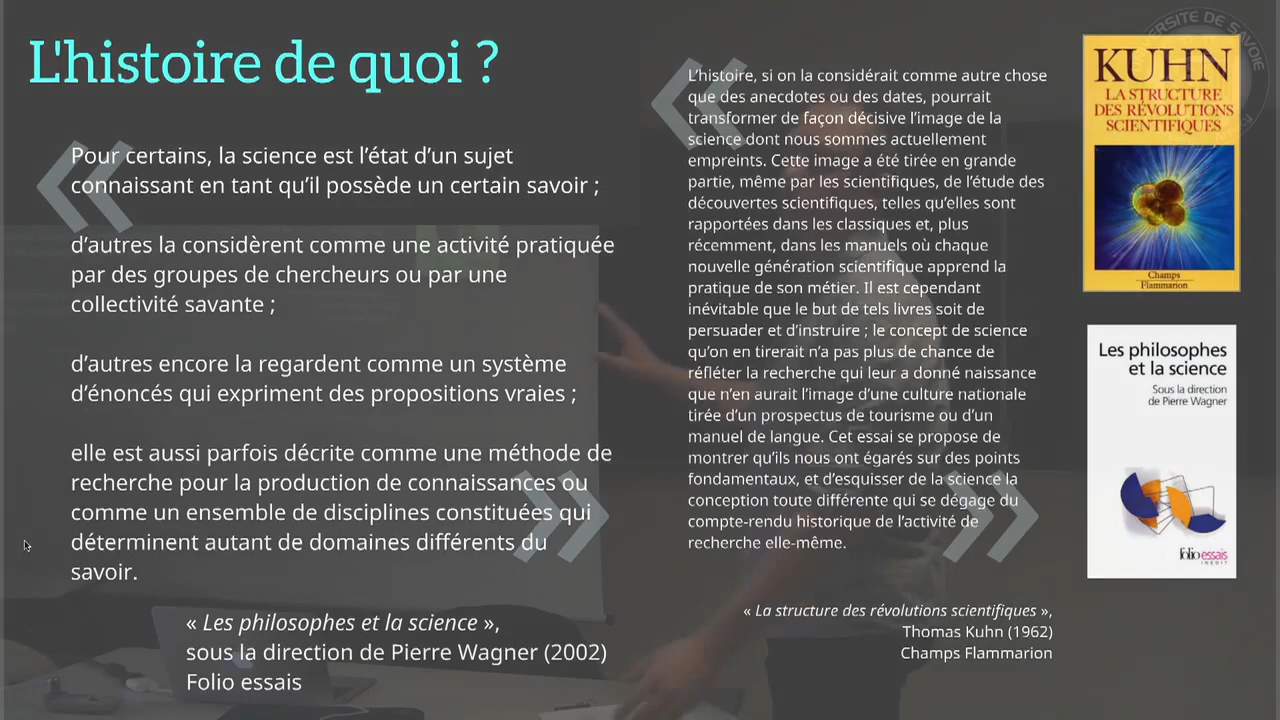 L'histoire de quoi ?
Pour certains, la science est l’état d’un sujet
connaissant en tant qu’il possède un certain savoir ;
d’autres la considèrent comme une activité pratiquée
par des groupes de chercheurs ou par une
collectivité savante ;
d’autres encore la regardent comme un système
d’énoncés qui expriment des propositions vraies ;
elle est aussi parfois décrite comme une méthode de
recherche pour la production de connaissances ou
comme un ensemble de disciplines constituées qui
déterminent autant de domaines différents du
savoir.
« Les philosophes et la science »,
sous la direction de Pierre Wagner (2002)
Folio essais
L’histoire, si on la considérait comme autre chose
que des anecdotes ou des dates, pourrait
transformer de façon décisive l’image de la
science dont nous sommes actuellement
empreints. Cette image a été tirée en grande
partie, même par les scientifiques, de l’étude des
découvertes scientifiques, telles qu’elles sont
rapportées dans les classiques et, plus
récemment, dans les manuels où chaque
nouvelle génération scientifique apprend la
pratique de son métier. Il est cependant
inévitable que le but de tels livres soit de
persuader et d’instruire ; le concept de science
qu’on en tirerait n’a pas plus de chance de
réfléter la recherche qui leur a donné naissance
que n’en aurait l’image d’une culture nationale
tirée d’un prospectus de tourisme ou d’un
manuel de langue. Cet essai se propose de
montrer qu’ils nous ont égarés sur des points
fondamentaux, et d’esquisser de la science la
conception toute différente qui se dégage du
compte-rendu historique de l’activité de
recherche elle-même.
« La structure des révolutions scientifiques »,
Thomas Kuhn (1962)
Champs Flammarion
KUHN
LA STRUCTURE
DES RÉVOLUTIONS
SCIENTIFIQUES
Champs
Flammarion
Les philosophes
et la science
Sous la direction
de Pierre Wagner
folio essais
INÉDIT
UNIVERSITE DE SAVOIE